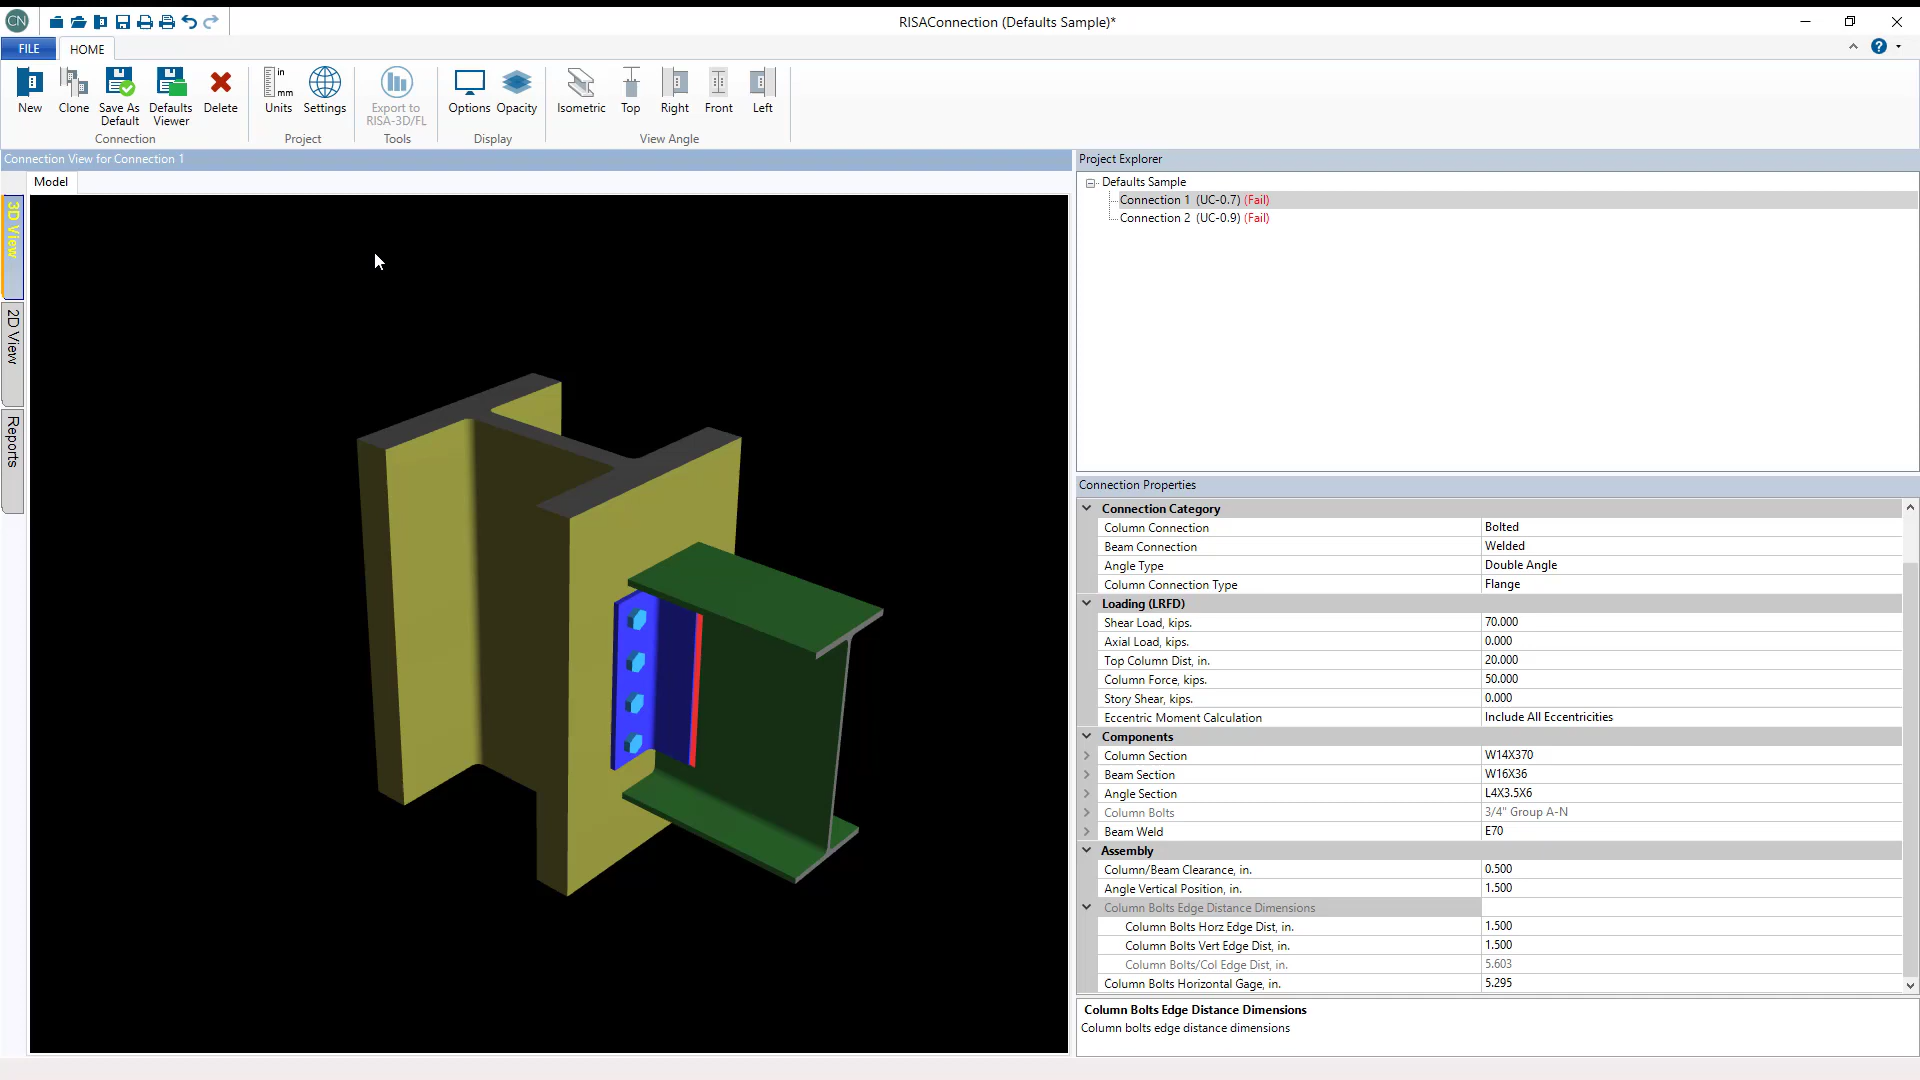 CN
RISAConnection (Defaults Sample)*
FILE
HOME
?
in
mm
New
Clone
Save As
Default
Defaults
Viewer
Delete
Units
Settings
Export to
RISA-3D/FL
Options
Opacity
Isometric
Top
Right
Front
Left
Connection
Project
Tools
Display
View Angle
Connection View for Connection 1
Model
3D View
2D View
Reports
Project Explorer
Defaults Sample
Connection 1 (UC-0.7) (Fail)
Connection 2 (UC-0.9) (Fail)
Connection Properties
Connection Category
Column Connection Bolted
Beam Connection Welded
Angle Type Double Angle
Column Connection Type Flange
Loading (LRFD)
Shear Load, kips. 70.000
Axial Load, kips. 0.000
Top Column Dist, in. 20.000
Column Force, kips. 50.000
Story Shear, kips. 0.000
Eccentric Moment Calculation Include All Eccentricities
Components
Column Section W14X370
Beam Section W16X36
Angle Section L4X3.5X6
Column Bolts 3/4" Group A-N
Beam Weld E70
Assembly
Column/Beam Clearance, in. 0.500
Angle Vertical Position, in. 1.500
Column Bolts Edge Distance Dimensions
Column Bolts Horz Edge Dist, in. 1.500
Column Bolts Vert Edge Dist, in. 1.500
Column Bolts/Col Edge Dist, in. 5.603
Column Bolts Horizontal Gage, in. 5.295
Column Bolts Edge Distance Dimensions
Column bolts edge distance dimensions